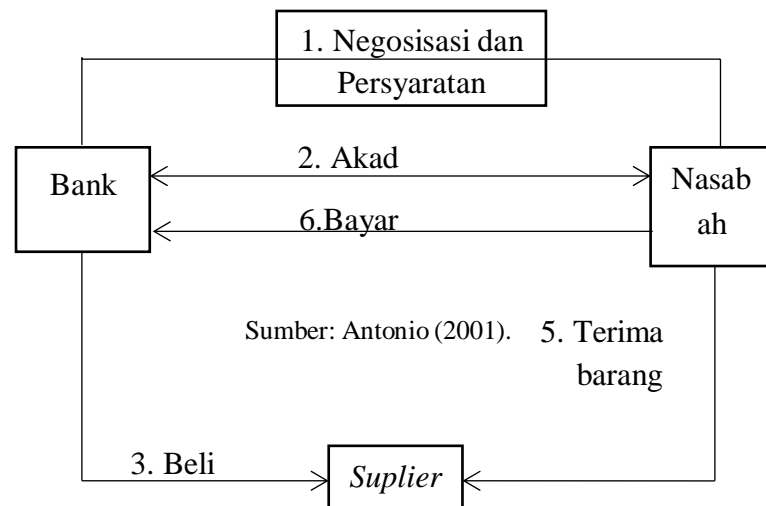 1. Negosisasi dan
Persyaratan
Bank
2. Akad
Nasab
ah
6.Bayar
Sumber: Antonio (2001).
5. Terima
barang
3. Beli
Suplier